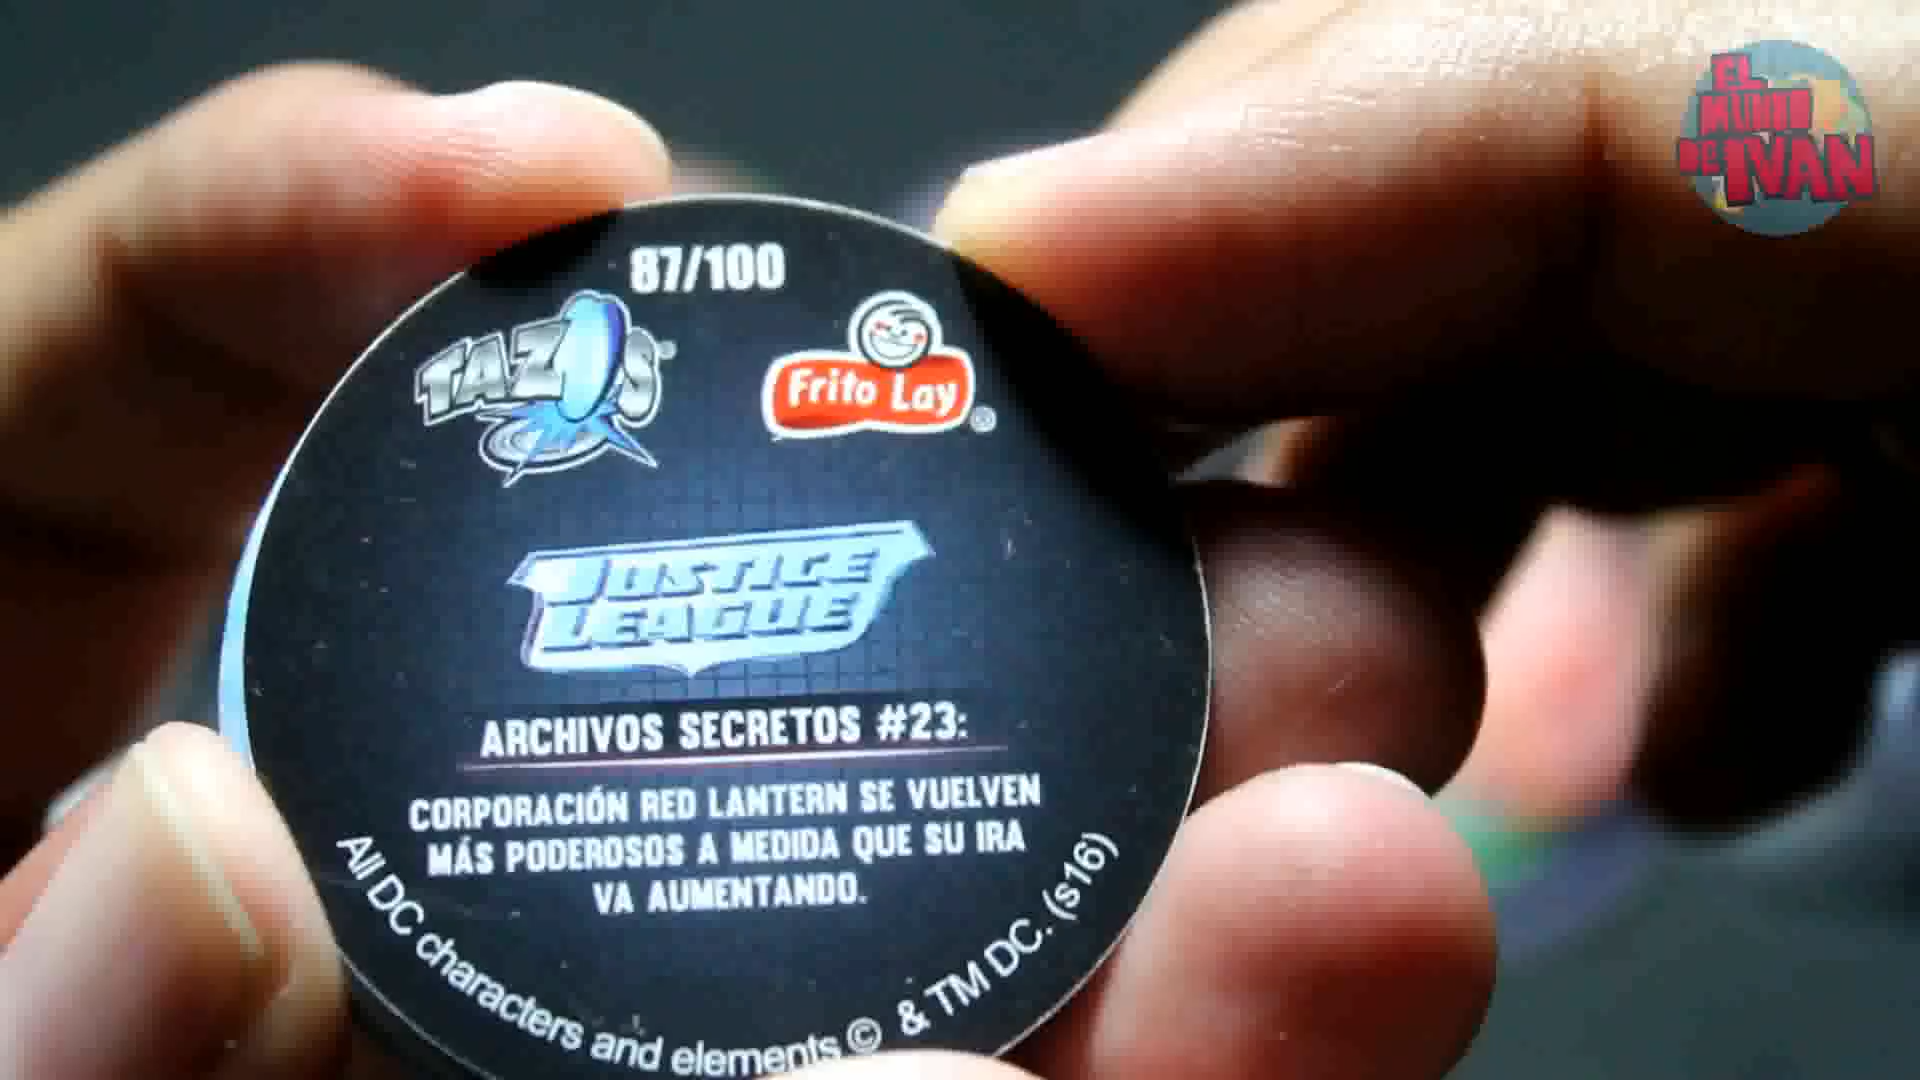 EL
MUNDO
DE IVAN
87/100
TAZOS
Frito Lay
JUSTICE
LEAGUE
ARCHIVOS SECRETOS #23:
CORPORACIÓN RED LANTERN SE VUELVEN
MÁS PODEROSOS A MEDIDA QUE SU IRA
VA AUMENTANDO.
All DC characters and elements © & TM DC. (s16)